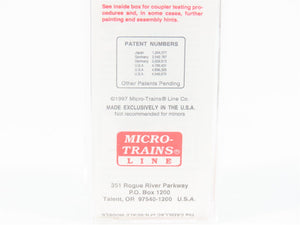 See inside box for coupler testing pro-
cedures and, in some cases, further
painting and assembly hints.
PATENT NUMBERS
Japan
Germany
Germany
U.S.A.
U.S.A.
U.S.A.
Other Patents Pending
©1997 Micro-Trains® Line Co.
MADE EXCLUSIVELY IN THE U.S.A.
Not recommended for minors
MICRO-
TRAINS®
LINE
351 Rogue River Parkway
P.O. Box 1200
Talent, OR 97540-1200 U.S.A.